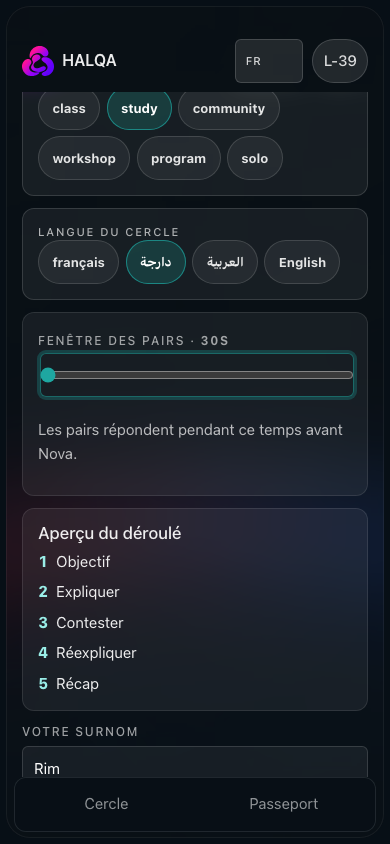 HALQA
FR
L-39
class
study
community
workshop
program
solo
LANGUE DU CERCLE
français
دارجة
العربية
English
FENÊTRE DES PAIRS · 30S
Les pairs répondent pendant ce temps avant
Nova.
Aperçu du déroulé
1 Objectif
2 Expliquer
3 Contester
4 Réexpliquer
5 Récap
VOTRE SURNOM
Rim
Cercle
Passeport